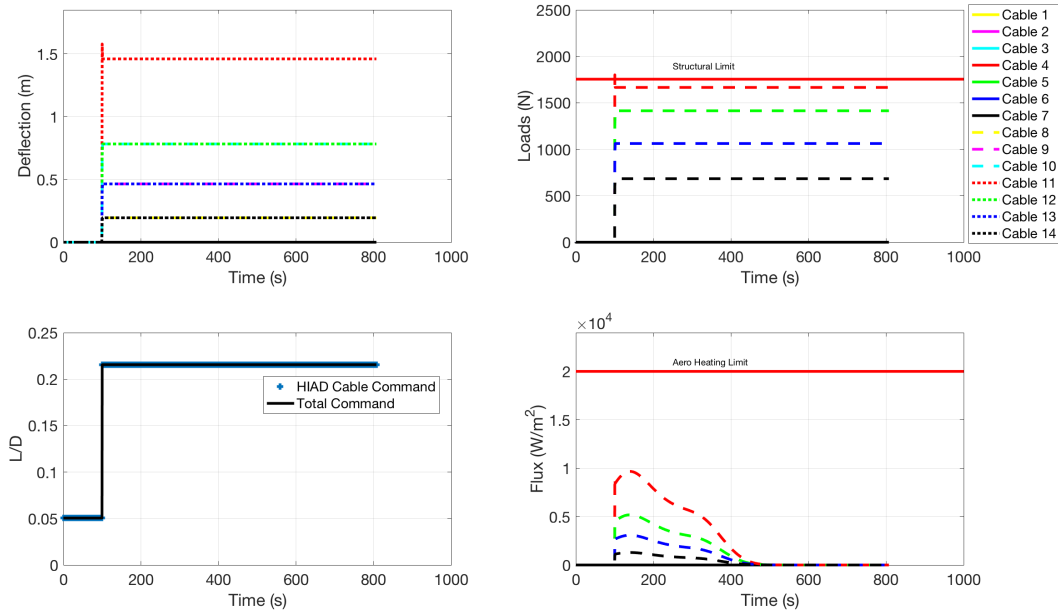 1.5
1
0.5
0
0 200 400 600 800 1000
Deflection (m)
Time (s)
2500
2000
1500
1000
500
0
0 200 400 600 800 1000
Loads (N)
Time (s)
Structural Limit
Cable 1
Cable 2
Cable 3
Cable 4
Cable 5
Cable 6
Cable 7
Cable 8
Cable 9
Cable 10
Cable 11
Cable 12
Cable 13
Cable 14
0.25
0.2
0.15
0.1
0.05
0
0 200 400 600 800 1000
L/D
Time (s)
HIAD Cable Command
Total Command
×10⁴
2
1.5
1
0.5
0
0 200 400 600 800 1000
Flux (W/m²)
Time (s)
Aero Heating Limit